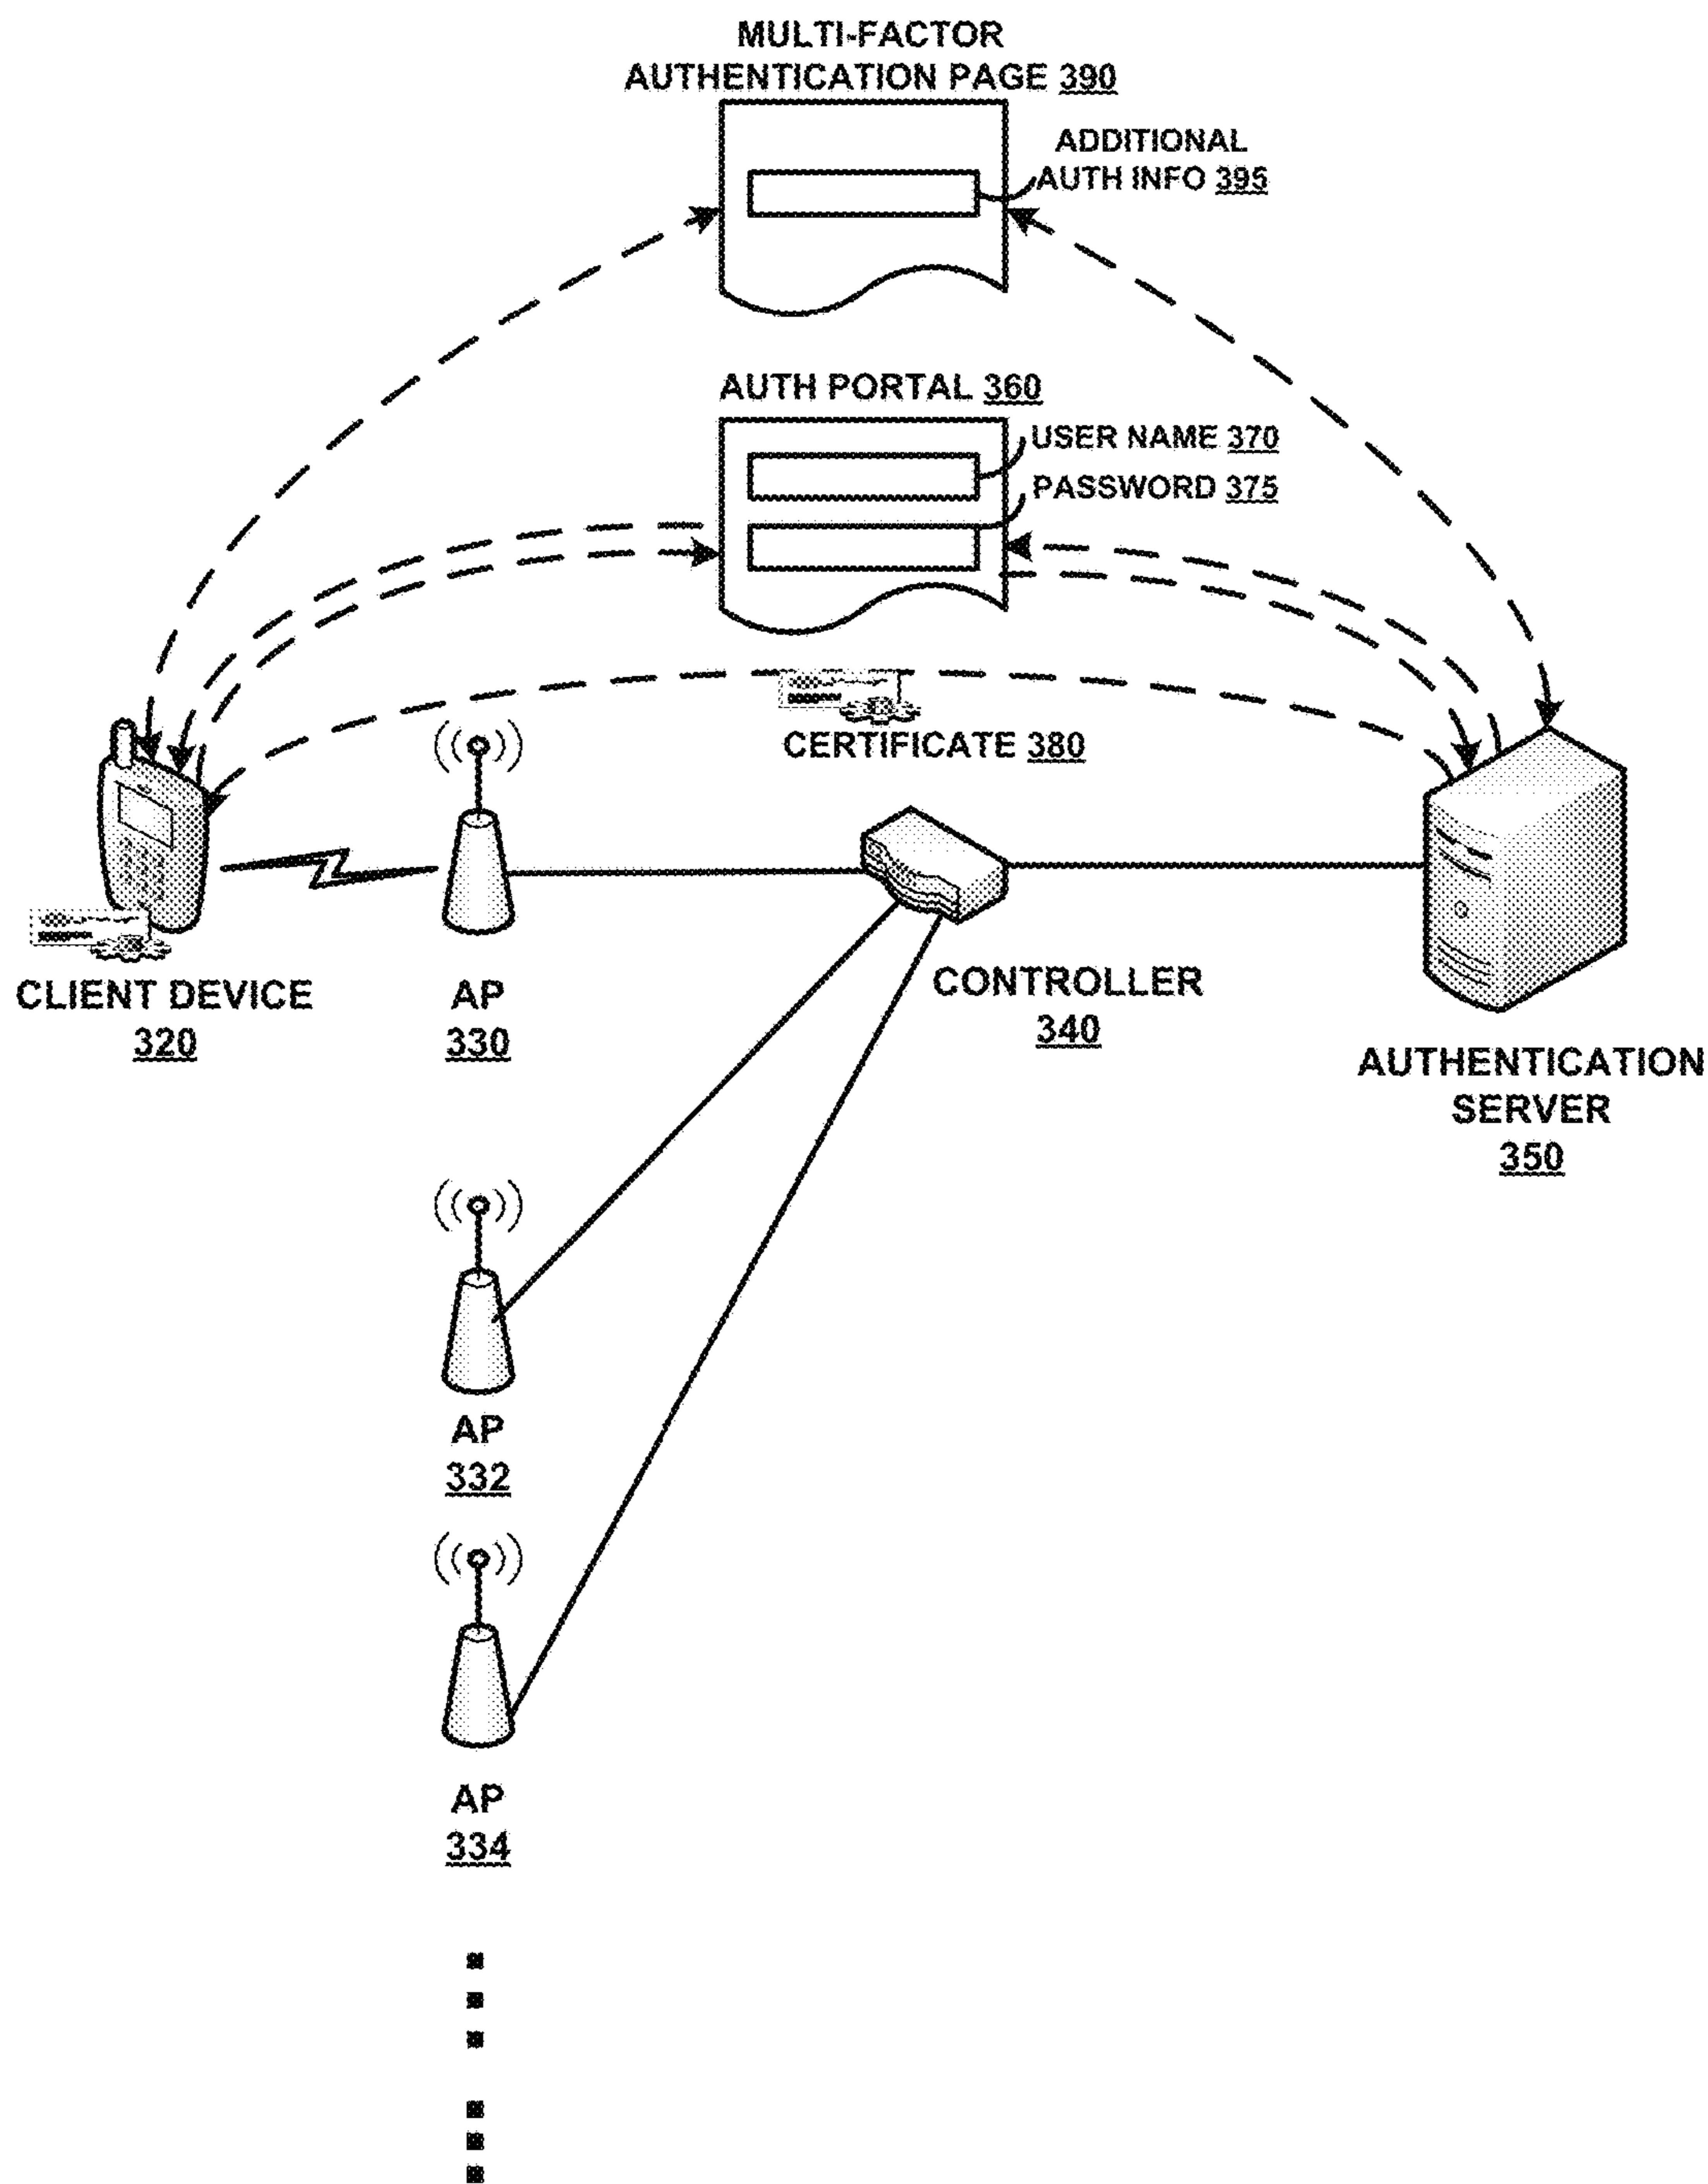 MULTI-FACTOR
AUTHENTICATION PAGE 390
ADDITIONAL
AUTH INFO 395
AUTH PORTAL 360
USER NAME 370
PASSWORD 375
CERTIFICATE 380
CLIENT DEVICE
320
AP
330
CONTROLLER
340
AUTHENTICATION
SERVER
350
AP
332
AP
334